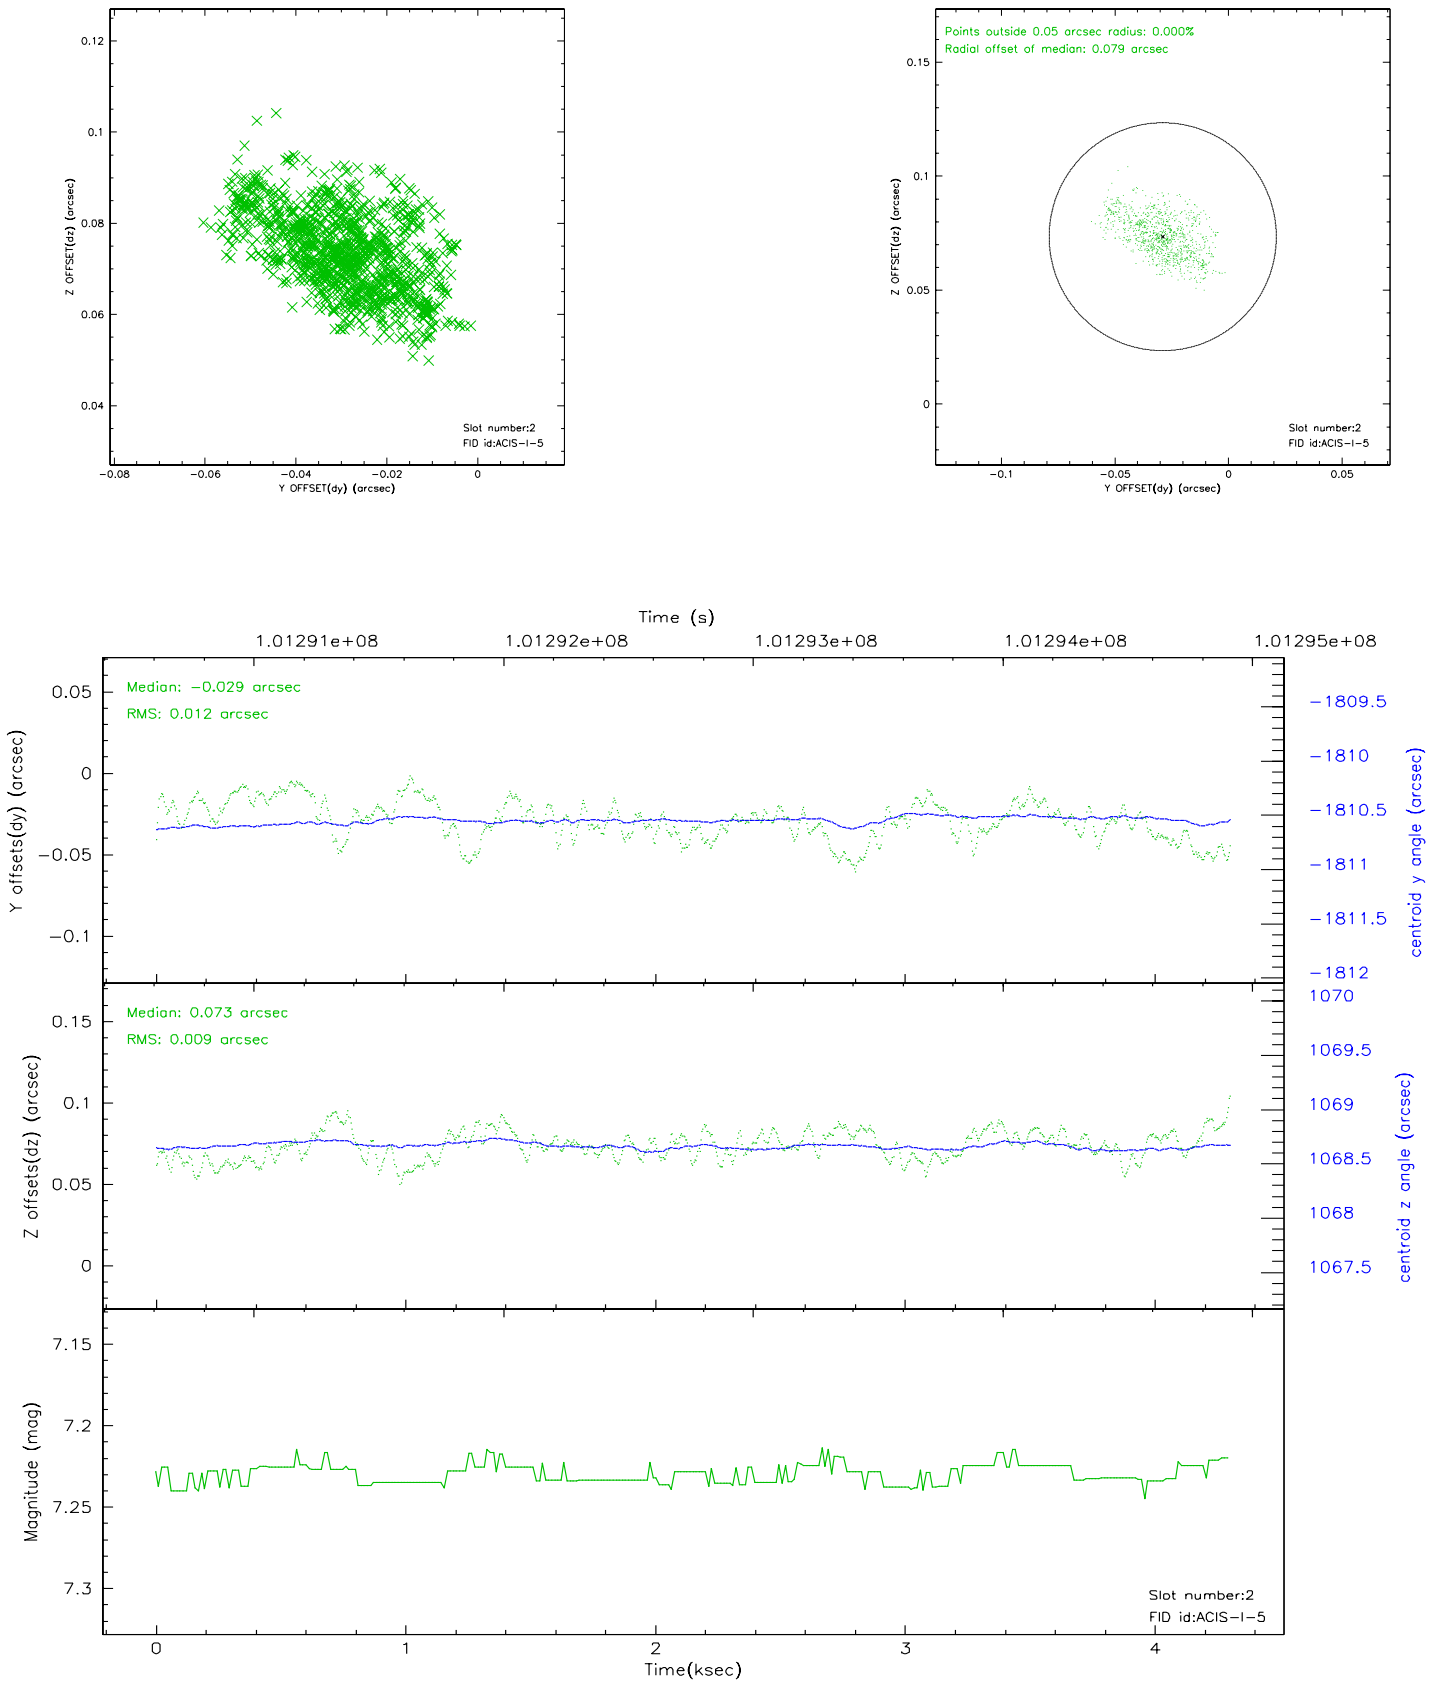 0.12
0.1
0.08
0.06
0.04
Z OFFSET(dz) (arcsec)
Slot number:2
FID id:ACIS-I-5
-0.08 -0.06 -0.04 -0.02 0
Y OFFSET(dy) (arcsec)
Points outside 0.05 arcsec radius: 0.000%
Radial offset of median: 0.079 arcsec
0.15
0.1
0.05
0
Z OFFSET(dz) (arcsec)
Slot number:2
FID id:ACIS-I-5
-0.1 -0.05 0 0.05
Y OFFSET(dy) (arcsec)
Time (s)
1.01291e+08 1.01292e+08 1.01293e+08 1.01294e+08 1.01295e+08
Median: -0.029 arcsec
RMS: 0.012 arcsec
0.05
0
-0.05
-0.1
Y offsets(dy) (arcsec)
-1809.5
-1810
-1810.5
-1811
-1811.5
-1812
centroid y angle (arcsec)
Median: 0.073 arcsec
RMS: 0.009 arcsec
0.15
0.1
0.05
0
Z offsets(dz) (arcsec)
1070
1069.5
1069
1068.5
1068
1067.5
centroid z angle (arcsec)
7.15
7.2
7.25
7.3
Magnitude (mag)
Slot number:2
FID id:ACIS-I-5
0 1 2 3 4
Time(ksec)